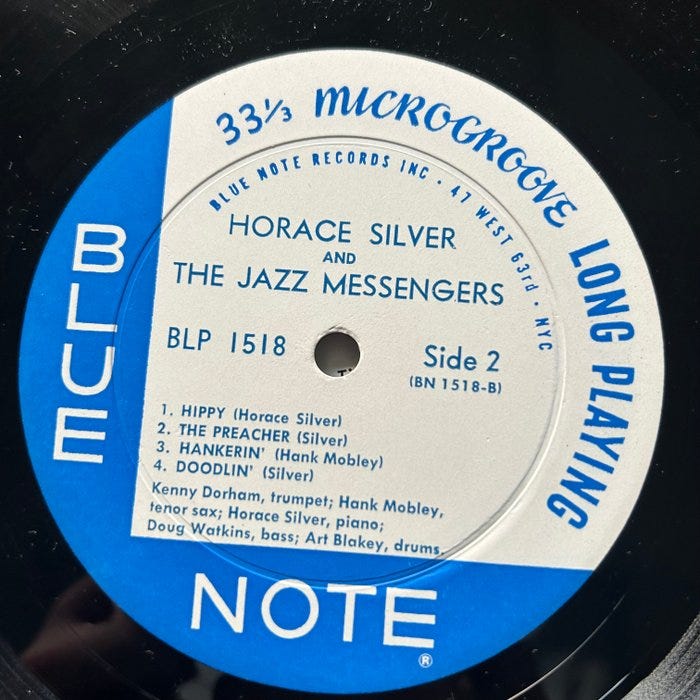 33⅓ MICROGROOVE LONG PLAYING
BLUE NOTE RECORDS INC • 47 WEST 63rd • NYC
HORACE SILVER
AND
THE JAZZ MESSENGERS
BLP 1518
Side 2
(BN 1518-B)
1. HIPPY (Horace Silver)
2. THE PREACHER (Silver)
3. HANKERIN' (Hank Mobley)
4. DOODLIN' (Silver)
Kenny Dorham, trumpet; Hank Mobley,
tenor sax; Horace Silver, piano;
Doug Watkins, bass; Art Blakey, drums.
BLUE
NOTE
®